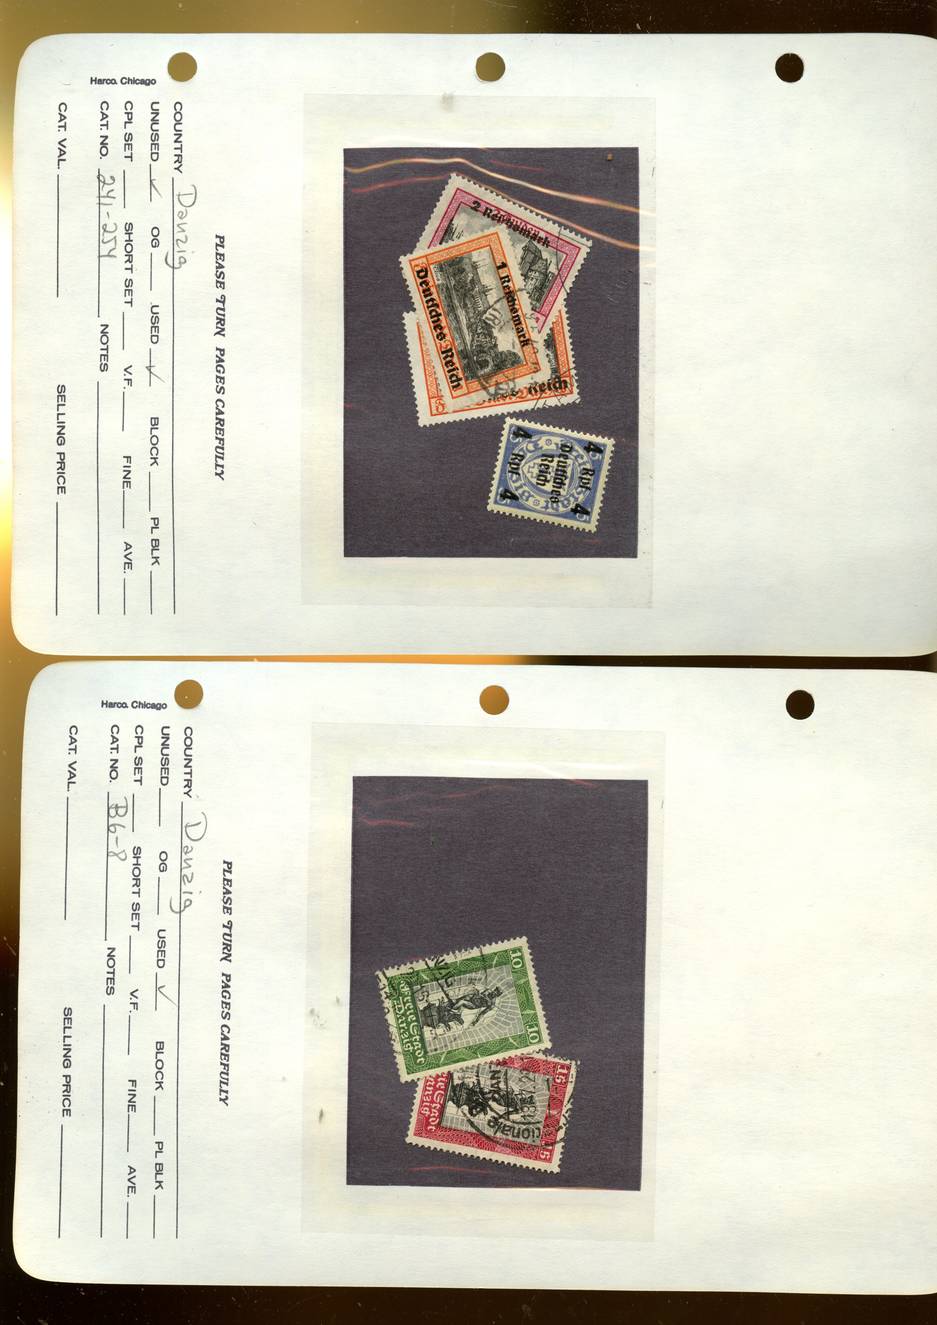 Harco. Chicago
PLEASE TURN PAGES CAREFULLY
COUNTRY Danzig
UNUSED ✓ OG USED ✓ BLOCK PL BLK
CPL SET SHORT SET V.F. FINE AVE.
CAT. NO. 241-254 NOTES
CAT. VAL. SELLING PRICE
2 Reichsmark
1 Reichsmark
Deutsches Reich
Reich
4 Rpf 4
Deutsches
Reich
4 Rpf 4
Harco. Chicago
PLEASE TURN PAGES CAREFULLY
COUNTRY Danzig
UNUSED OG USED ✓ BLOCK PL BLK
CPL SET SHORT SET V.F. FINE AVE.
CAT. NO. B6-8 NOTES
CAT. VAL. SELLING PRICE
10 10
Freie Stadt
Danzig
15 15